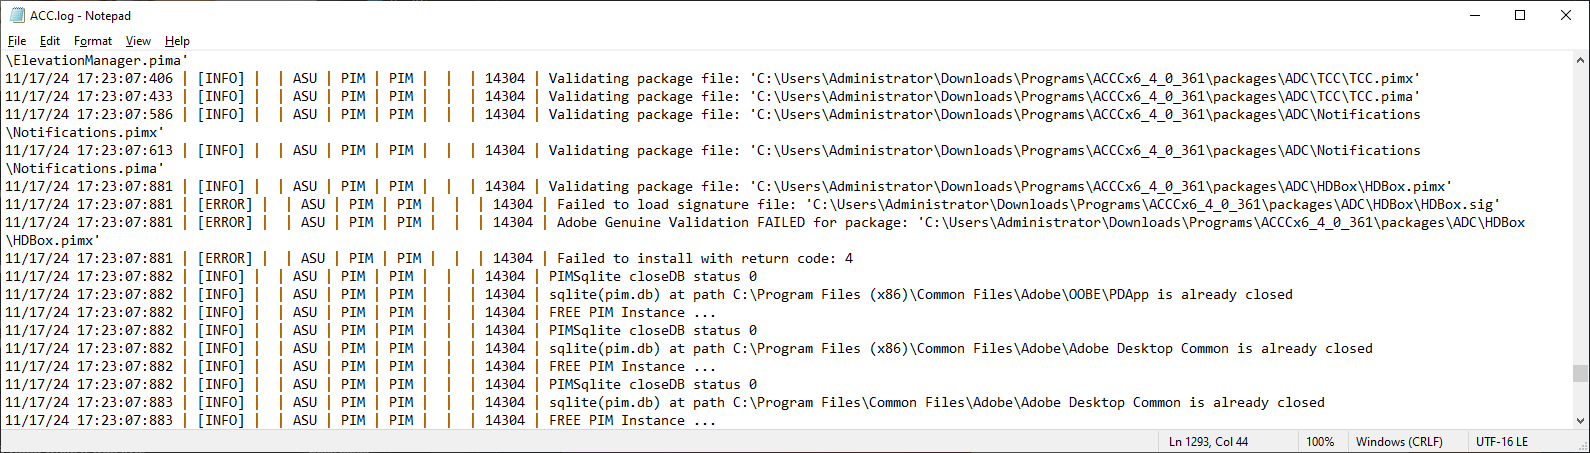 ACC.log - Notepad
File Edit Format View Help
\ElevationManager.pima'
11/17/24 17:23:07:406 | [INFO] |  | ASU | PIM | PIM |  |  | 14304 | Validating package file: 'C:\Users\Administrator\Downloads\Programs\ACCCx6_4_0_361\packages\ADC\TCC\TCC.pimx'
11/17/24 17:23:07:433 | [INFO] |  | ASU | PIM | PIM |  |  | 14304 | Validating package file: 'C:\Users\Administrator\Downloads\Programs\ACCCx6_4_0_361\packages\ADC\TCC\TCC.pima'
11/17/24 17:23:07:586 | [INFO] |  | ASU | PIM | PIM |  |  | 14304 | Validating package file: 'C:\Users\Administrator\Downloads\Programs\ACCCx6_4_0_361\packages\ADC\Notifications
\Notifications.pimx'
11/17/24 17:23:07:613 | [INFO] |  | ASU | PIM | PIM |  |  | 14304 | Validating package file: 'C:\Users\Administrator\Downloads\Programs\ACCCx6_4_0_361\packages\ADC\Notifications
\Notifications.pima'
11/17/24 17:23:07:881 | [INFO] |  | ASU | PIM | PIM |  |  | 14304 | Validating package file: 'C:\Users\Administrator\Downloads\Programs\ACCCx6_4_0_361\packages\ADC\HDBox\HDBox.pimx'
11/17/24 17:23:07:881 | [ERROR] |  | ASU | PIM | PIM |  |  | 14304 | Failed to load signature file: 'C:\Users\Administrator\Downloads\Programs\ACCCx6_4_0_361\packages\ADC\HDBox\HDBox.sig'
11/17/24 17:23:07:881 | [ERROR] |  | ASU | PIM | PIM |  |  | 14304 | Adobe Genuine Validation FAILED for package: 'C:\Users\Administrator\Downloads\Programs\ACCCx6_4_0_361\packages\ADC\HDBox
\HDBox.pimx'
11/17/24 17:23:07:881 | [ERROR] |  | ASU | PIM | PIM |  |  | 14304 | Failed to install with return code: 4
11/17/24 17:23:07:882 | [INFO] |  | ASU | PIM | PIM |  |  | 14304 | PIMSqlite closeDB status 0
11/17/24 17:23:07:882 | [INFO] |  | ASU | PIM | PIM |  |  | 14304 | sqlite(pim.db) at path C:\Program Files (x86)\Common Files\Adobe\OOBE\PDApp is already closed
11/17/24 17:23:07:882 | [INFO] |  | ASU | PIM | PIM |  |  | 14304 | FREE PIM Instance ...
11/17/24 17:23:07:882 | [INFO] |  | ASU | PIM | PIM |  |  | 14304 | PIMSqlite closeDB status 0
11/17/24 17:23:07:882 | [INFO] |  | ASU | PIM | PIM |  |  | 14304 | sqlite(pim.db) at path C:\Program Files (x86)\Common Files\Adobe\Adobe Desktop Common is already closed
11/17/24 17:23:07:882 | [INFO] |  | ASU | PIM | PIM |  |  | 14304 | FREE PIM Instance ...
11/17/24 17:23:07:882 | [INFO] |  | ASU | PIM | PIM |  |  | 14304 | PIMSqlite closeDB status 0
11/17/24 17:23:07:883 | [INFO] |  | ASU | PIM | PIM |  |  | 14304 | sqlite(pim.db) at path C:\Program Files\Common Files\Adobe\Adobe Desktop Common is already closed
11/17/24 17:23:07:883 | [INFO] |  | ASU | PIM | PIM |  |  | 14304 | FREE PIM Instance ...
Ln 1293, Col 44 100% Windows (CRLF) UTF-16 LE